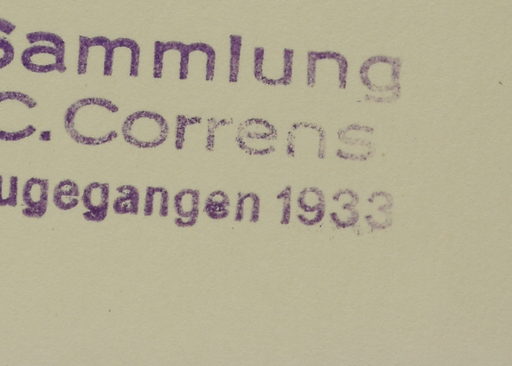 Sammlung
C. Correns
ugegangen 1933